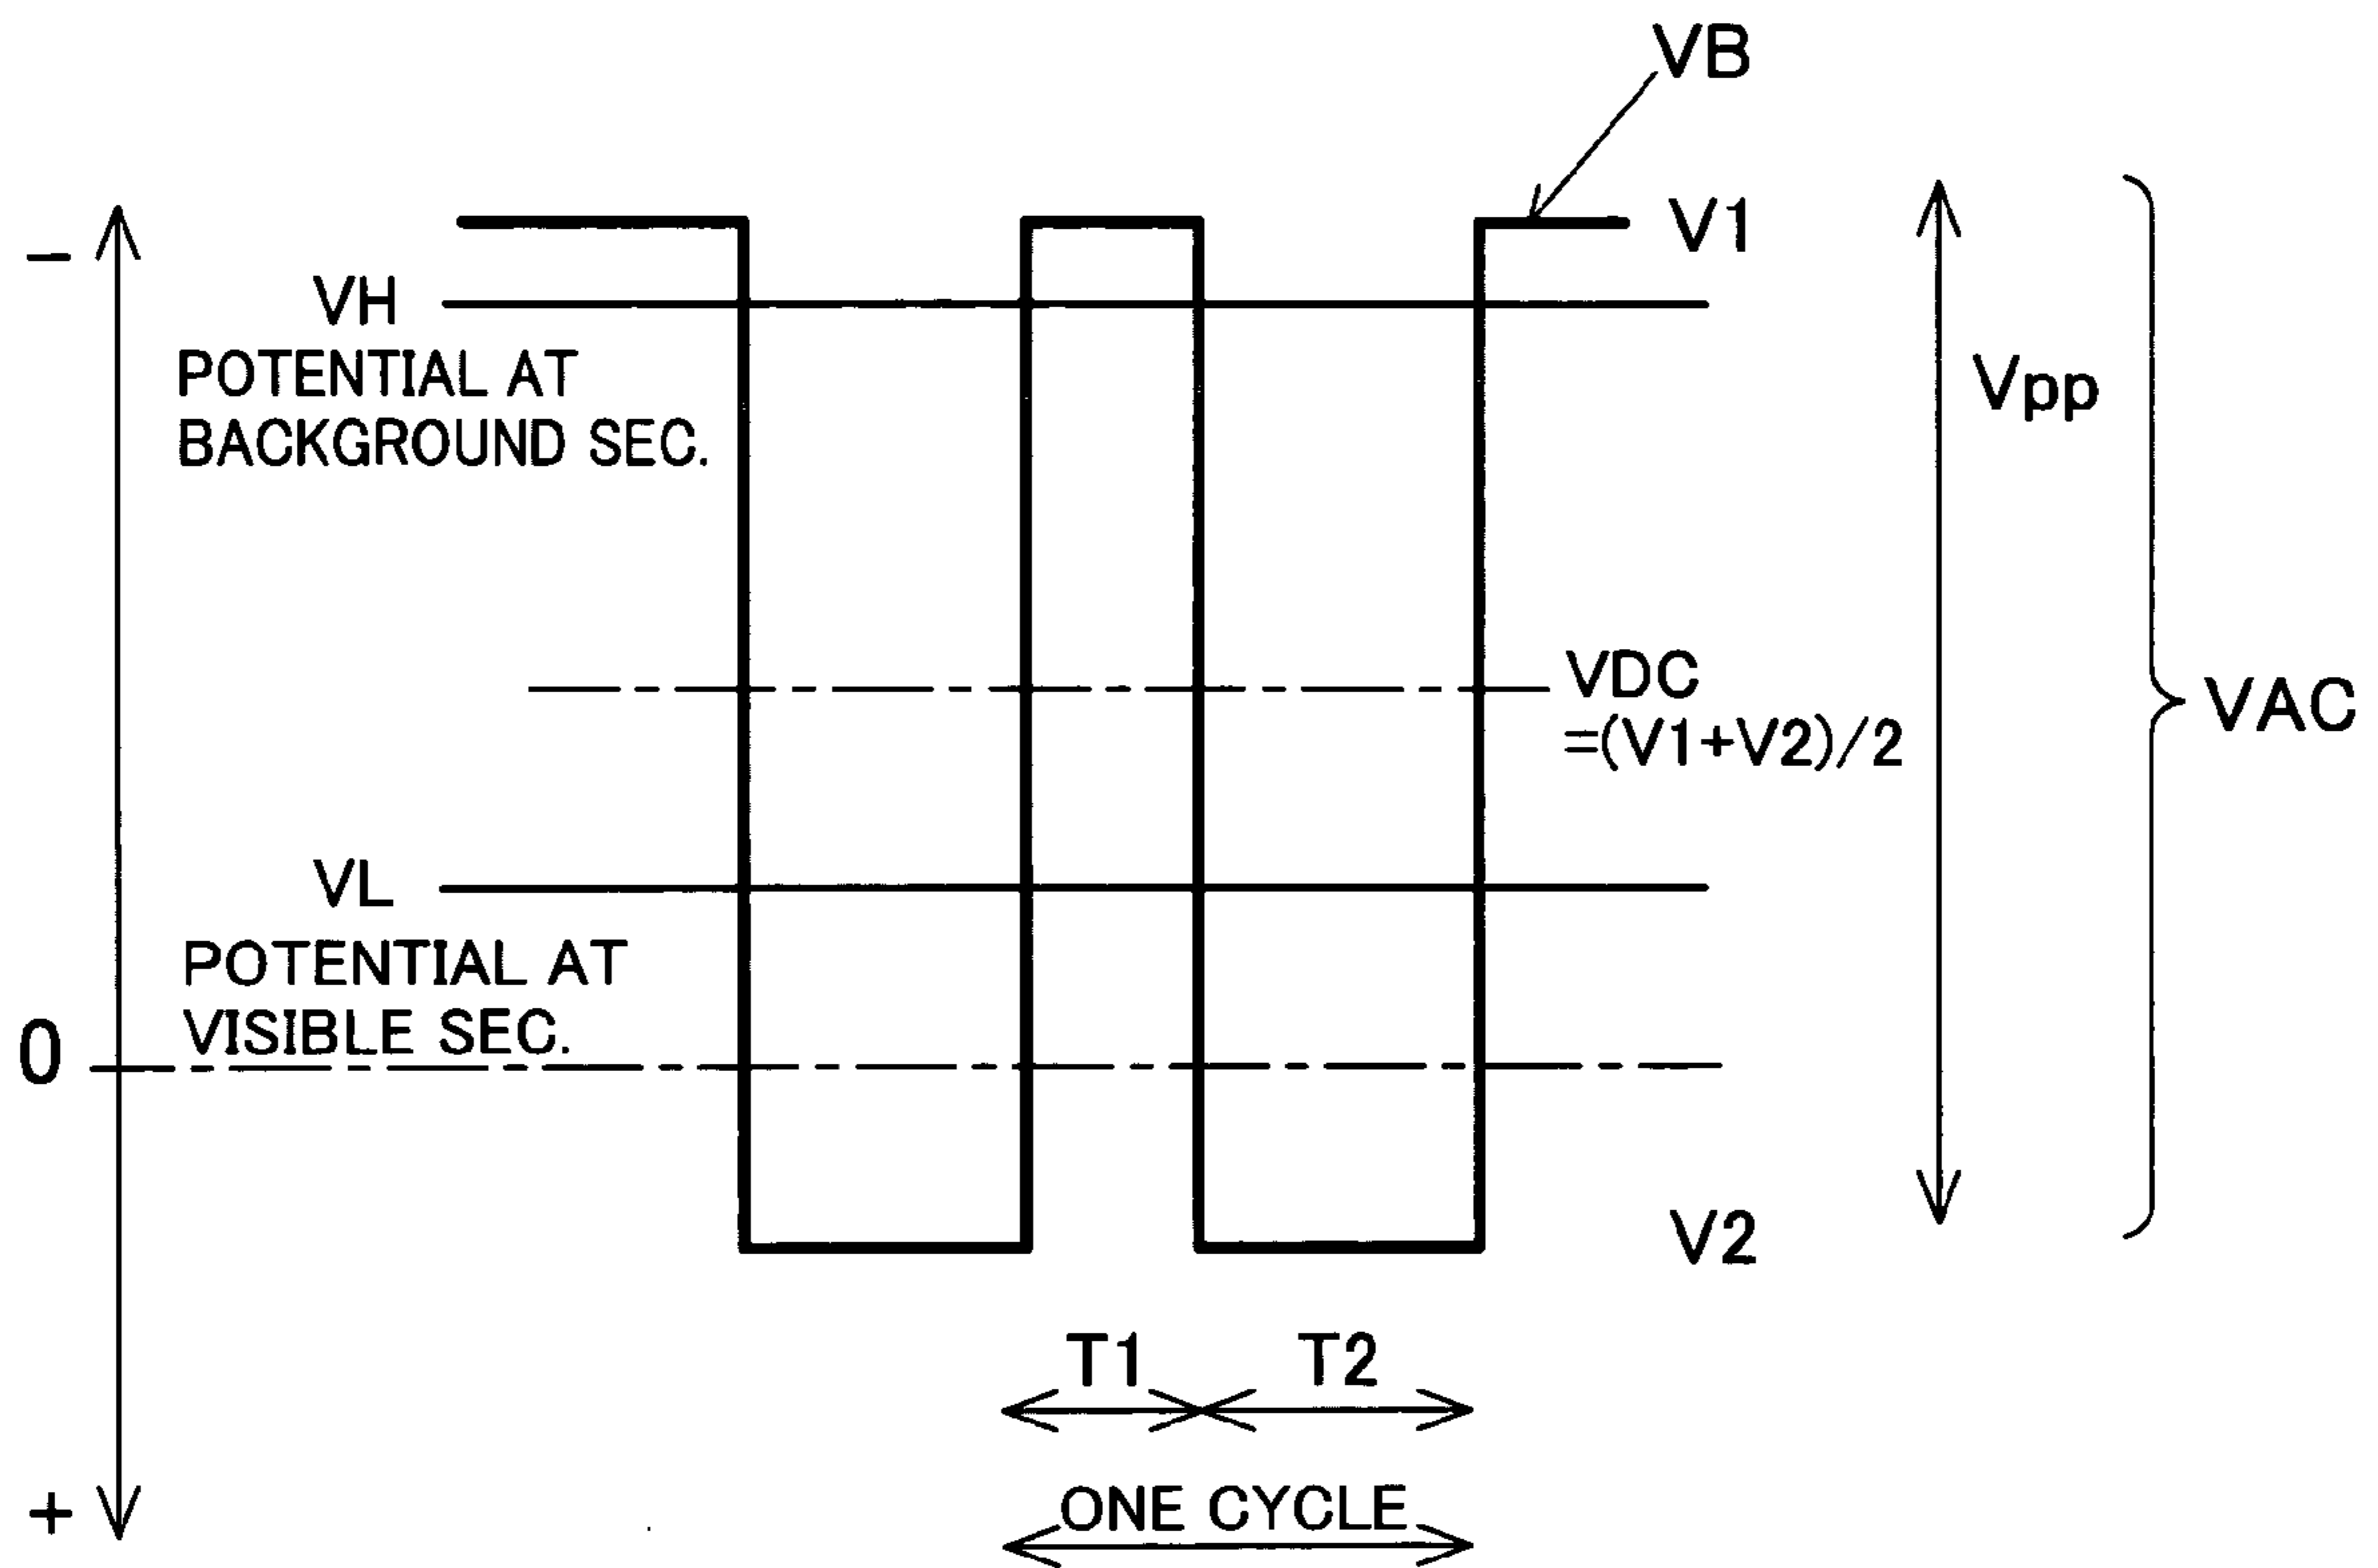 VB
V1
-
VH
POTENTIAL AT
BACKGROUND SEC.
Vpp
VDC
=(V1+V2)/2
VAC
VL
POTENTIAL AT
VISIBLE SEC.
0
V2
T1 T2
ONE CYCLE
+